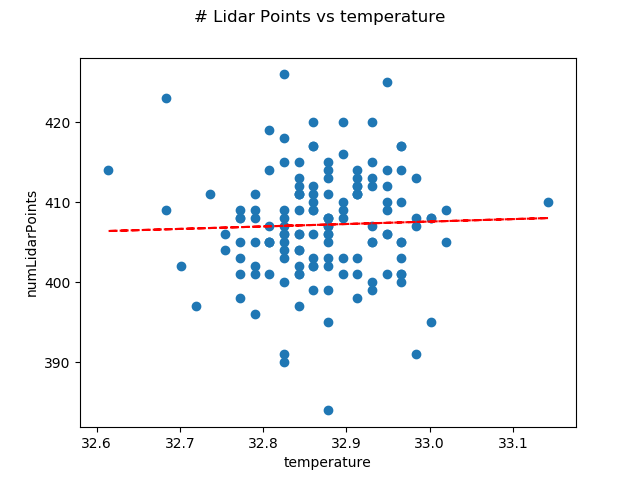 # Lidar Points vs temperature
numLidarPoints
420
410
400
390
32.6 32.7 32.8 32.9 33.0 33.1
temperature